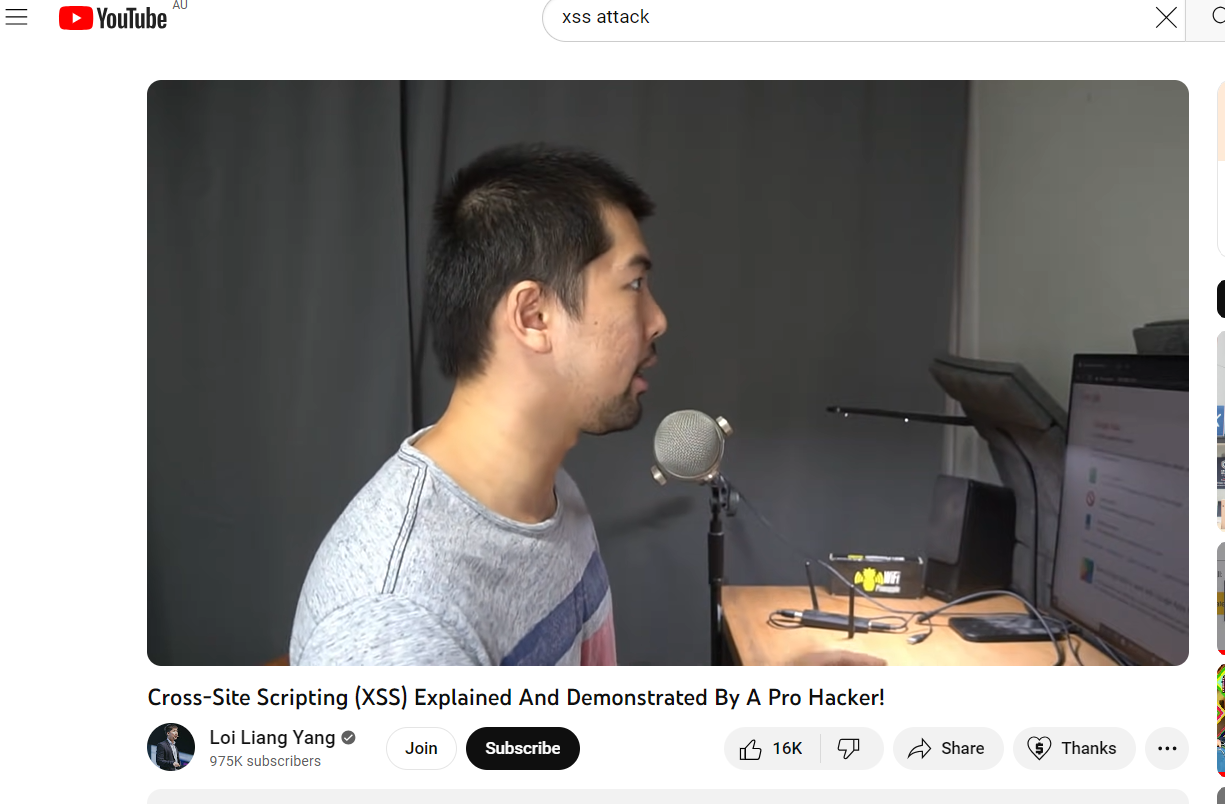 YouTube AU
xss attack
WiFi
Cross-Site Scripting (XSS) Explained And Demonstrated By A Pro Hacker!
Loi Liang Yang
975K subscribers
Join
Subscribe
16K
Share
Thanks